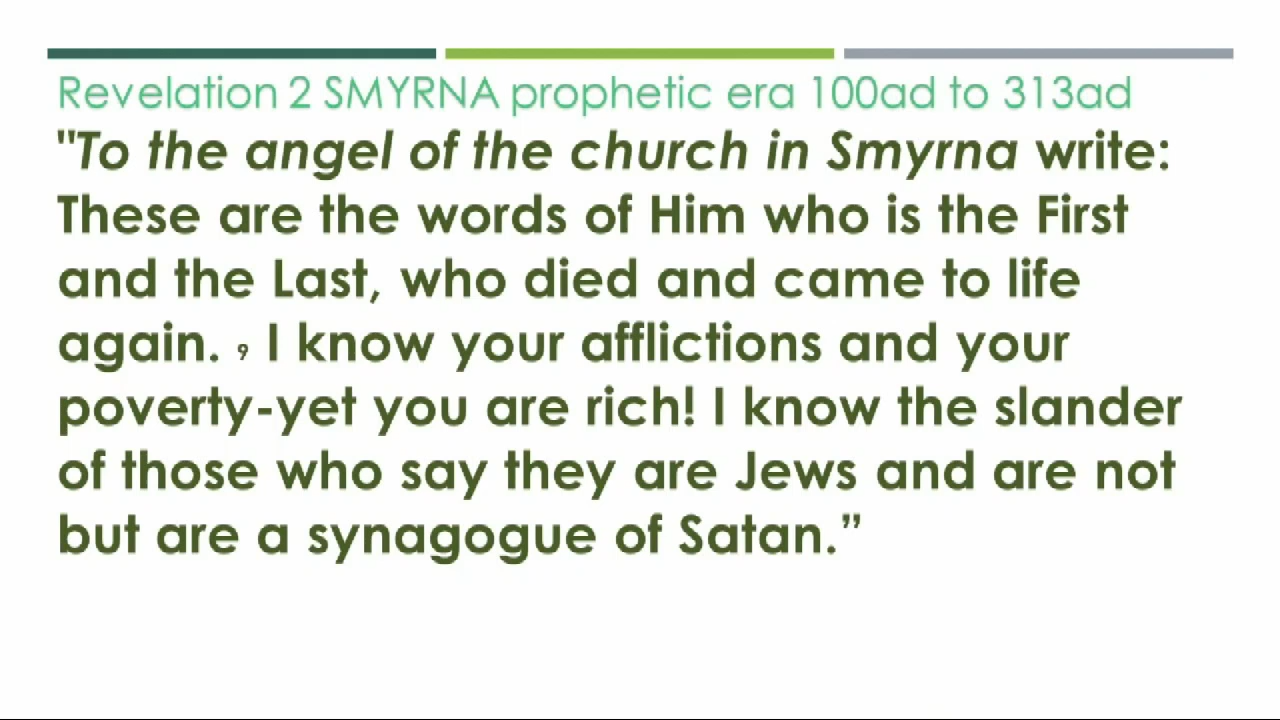 Revelation 2 SMYRNA prophetic era 100ad to 313ad
"To the angel of the church in Smyrna write:
These are the words of Him who is the First
and the Last, who died and came to life
again. 9 I know your afflictions and your
poverty-yet you are rich! I know the slander
of those who say they are Jews and are not
but are a synagogue of Satan.”